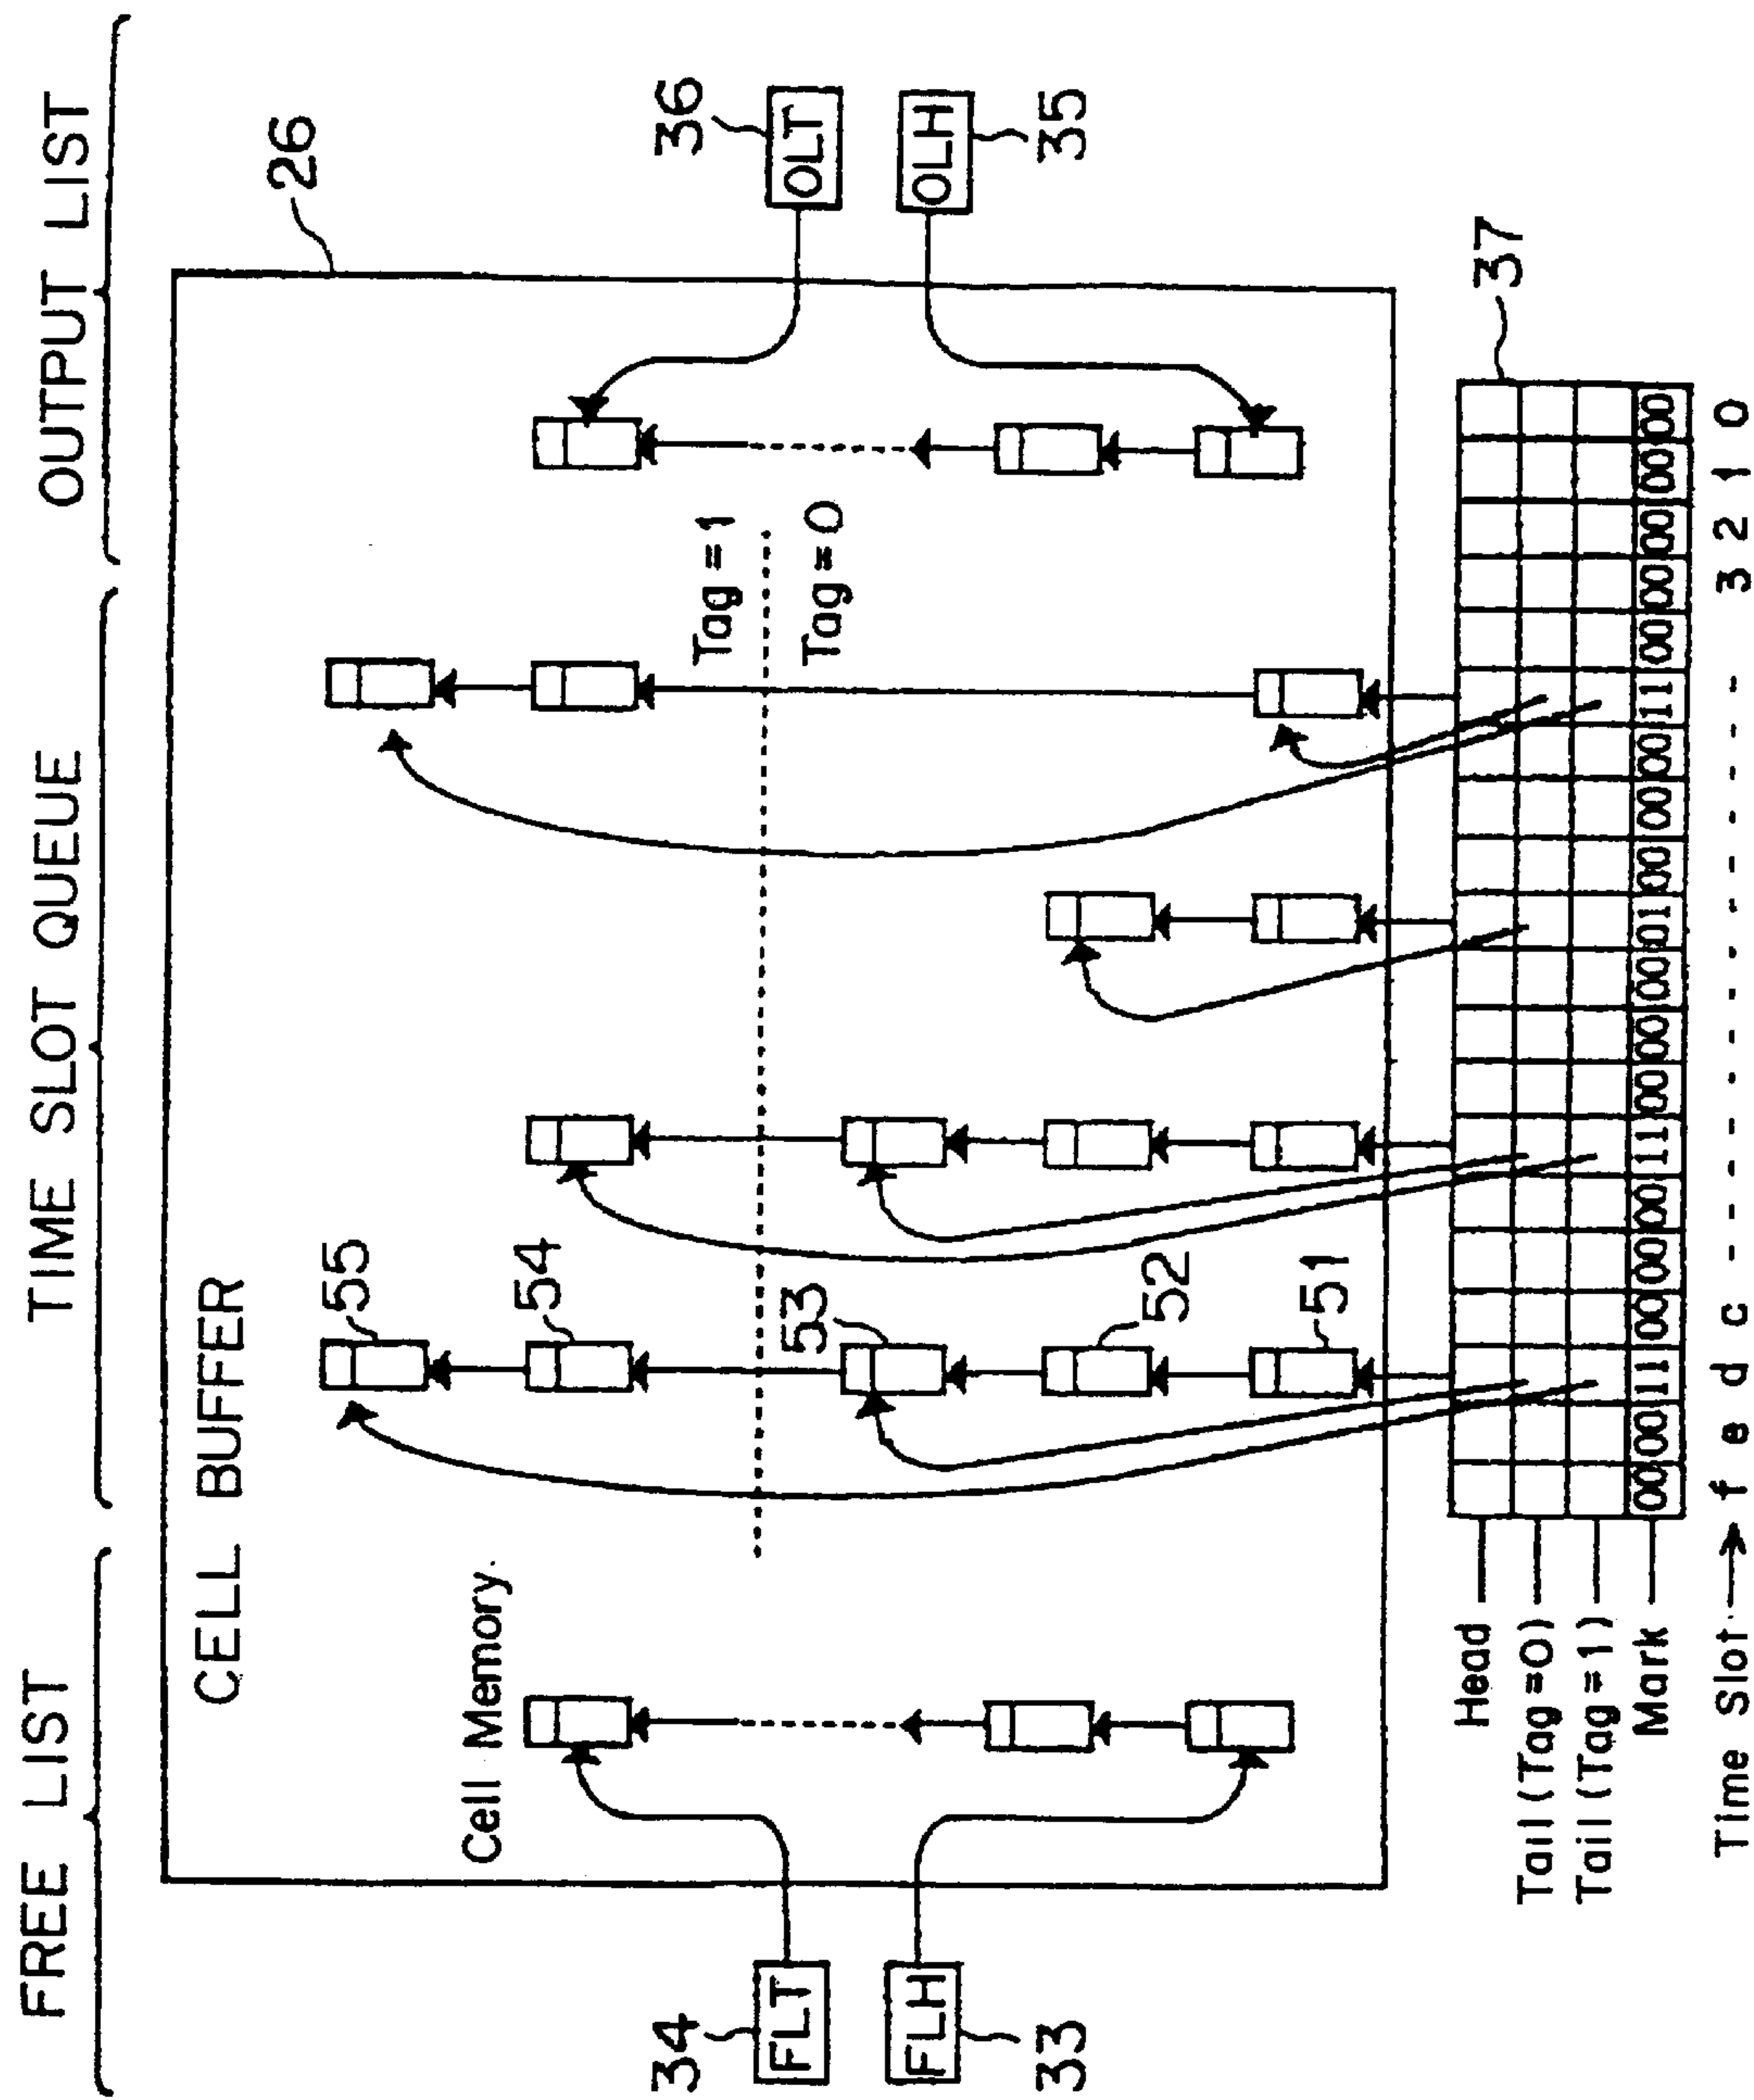 FREE LIST
TIME SLOT QUEUE
OUTPUT LIST
CELL BUFFER
26
Cell Memory
34
FLT
FLH
33
55
54
53
52
51
Tag = 1
Tag = 0
36
OLT
OLH
35
37
Head
Tail (Tag = 0)
Tail (Tag = 1)
Mark 00 00 11 00 00 00 11 00 00 00 01 00 00 00 11 00 00 00 00 00
Time Slot → f e d c - - - - - - - - - - - - - - 3 2 1 0